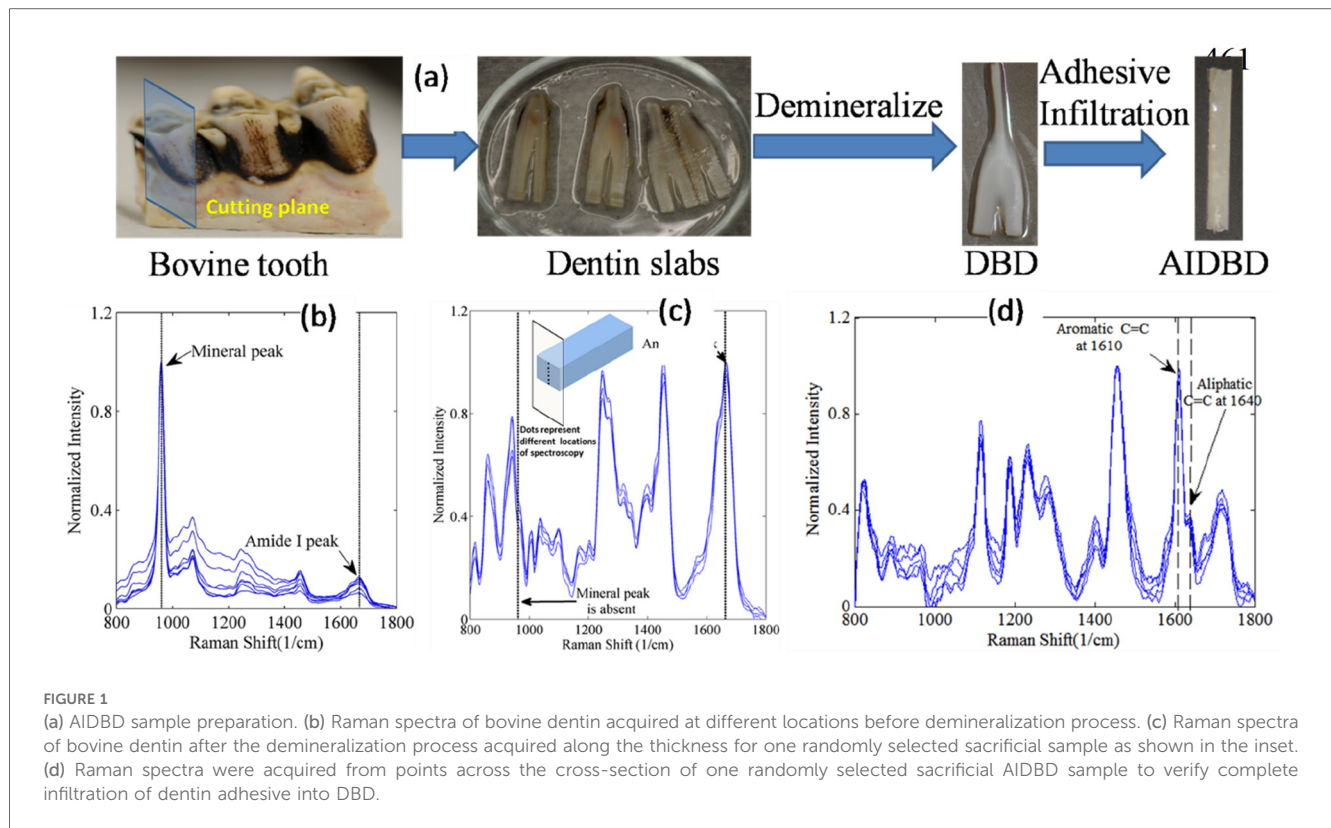 461
(a)
Cutting plane
Demineralize
Adhesive
Infiltration
Bovine tooth
Dentin slabs
DBD
AIDBD
(b)
1.2
0.8
0.4
0
Normalized Intensity
Mineral peak
Amide I peak
800 1000 1200 1400 1600 1800
Raman Shift(1/cm)
(c)
1.2
0.8
0.4
0
Normalized Intensity
An
Dots represent
different locations
of spectroscopy
Mineral peak
is absent
800 1000 1200 1400 1600 1800
Raman Shift (1/cm)
(d)
1.2
0.8
0.4
0
Normalized Intensity
Aromatic C=C
at 1610
Aliphatic
C=C at 1640
800 1000 1200 1400 1600 1800
Raman Shift(1/cm)
FIGURE 1
(a) AIDBD sample preparation. (b) Raman spectra of bovine dentin acquired at different locations before demineralization process. (c) Raman spectra
of bovine dentin after the demineralization process acquired along the thickness for one randomly selected sacrificial sample as shown in the inset.
(d) Raman spectra were acquired from points across the cross-section of one randomly selected sacrificial AIDBD sample to verify complete
infiltration of dentin adhesive into DBD.